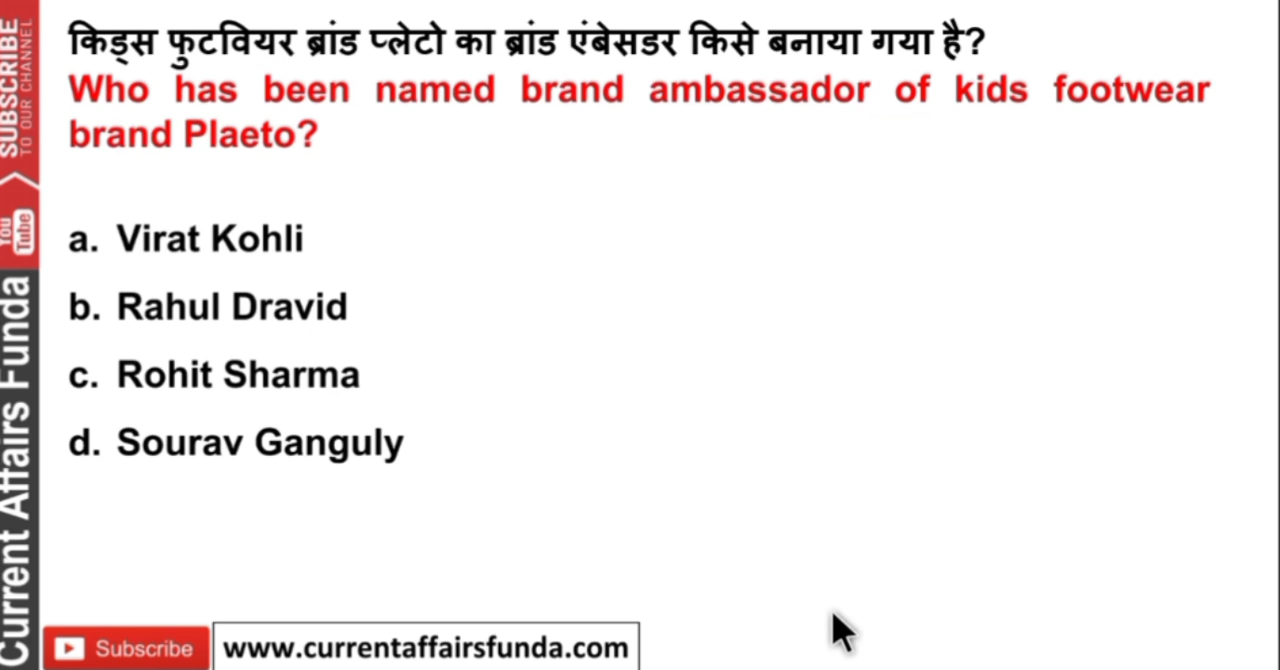 किड्स फुटवियर ब्रांड प्लेटो का ब्रांड एंबेसडर किसे बनाया गया है?
Who has been named brand ambassador of kids footwear
brand Plaeto?
a. Virat Kohli
b. Rahul Dravid
c. Rohit Sharma
d. Sourav Ganguly
SUBSCRIBE
TO OUR CHANNEL
You
Tube
Current Affairs Funda
Subscribe
www.currentaffairsfunda.com